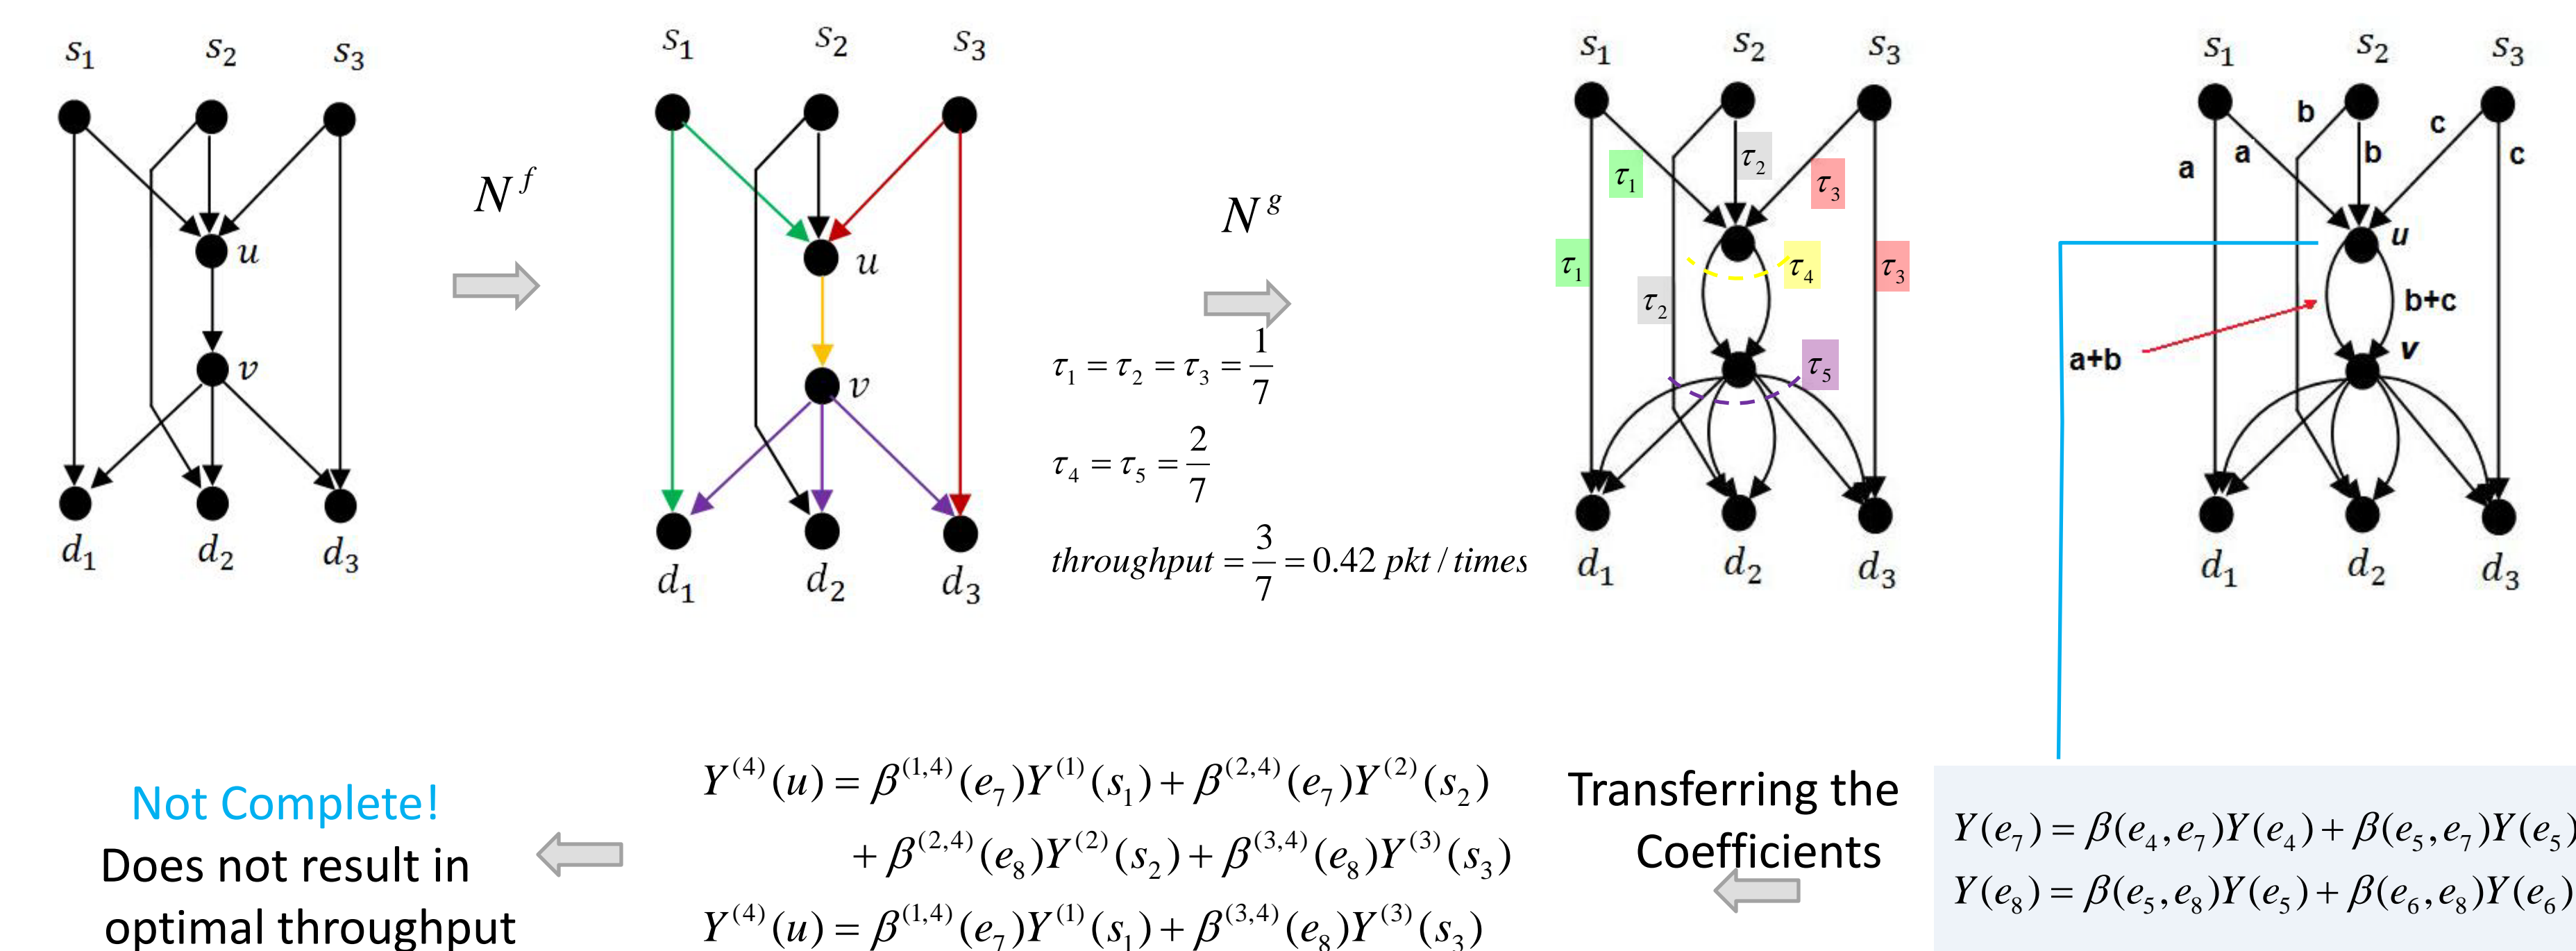 s₁ s₂ s₃
u
v
d₁ d₂ d₃
N^f
s₁ s₂ s₃
u
v
d₁ d₂ d₃
N^g
τ₁ = τ₂ = τ₃ = 1/7
τ₄ = τ₅ = 2/7
throughput = 3/7 = 0.42 pkt / times
s₁ s₂ s₃
τ₁ τ₂ τ₃
τ₁ τ₂ τ₄ τ₃
τ₅
d₁ d₂ d₃
s₁ s₂ s₃
a a b b c c
u
b+c
a+b
v
d₁ d₂ d₃
Y(e₇) = β(e₄,e₇)Y(e₄) + β(e₅,e₇)Y(e₅)
Y(e₈) = β(e₅,e₈)Y(e₅) + β(e₆,e₈)Y(e₆)
Transferring the
Coefficients
Y⁽⁴⁾(u) = β⁽¹,⁴⁾(e₇)Y⁽¹⁾(s₁) + β⁽²,⁴⁾(e₇)Y⁽²⁾(s₂)
+ β⁽²,⁴⁾(e₈)Y⁽²⁾(s₂) + β⁽³,⁴⁾(e₈)Y⁽³⁾(s₃)
Y⁽⁴⁾(u) = β⁽¹,⁴⁾(e₇)Y⁽¹⁾(s₁) + β⁽³,⁴⁾(e₈)Y⁽³⁾(s₃)
Not Complete!
Does not result in
optimal throughput